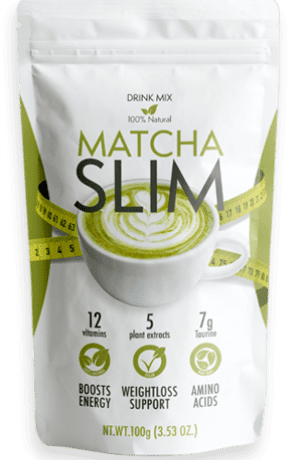 DRINK MIX
100% Natural
MATCHA
SLIM
12
vitamins
5
plant extracts
7g
Taurine
BOOSTS
ENERGY
WEIGHTLOSS
SUPPORT
AMINO
ACIDS
NT.WT.100g (3.53 OZ.)